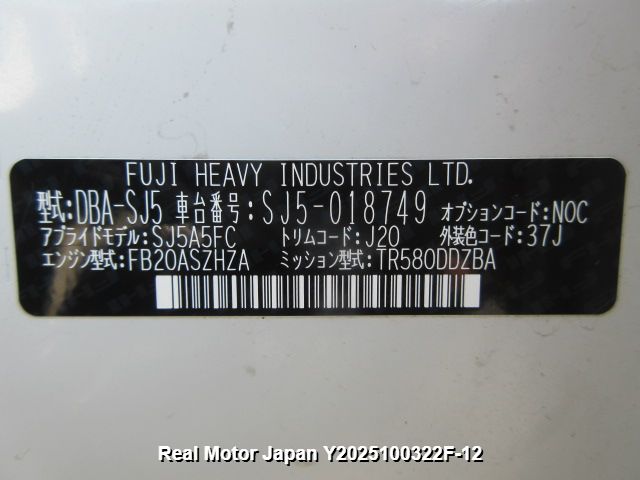 FUJI HEAVY INDUSTRIES LTD.
型式:DBA-SJ5 車台番号:SJ5-018749 オプションコード:NOC
アプライドモデル:SJ5A5FC トリムコード:J20 外装色コード:37J
エンジン型式:FB20ASZHZA ミッション型式:TR580DDZBA
Real Motor Japan Y2025100322F-12